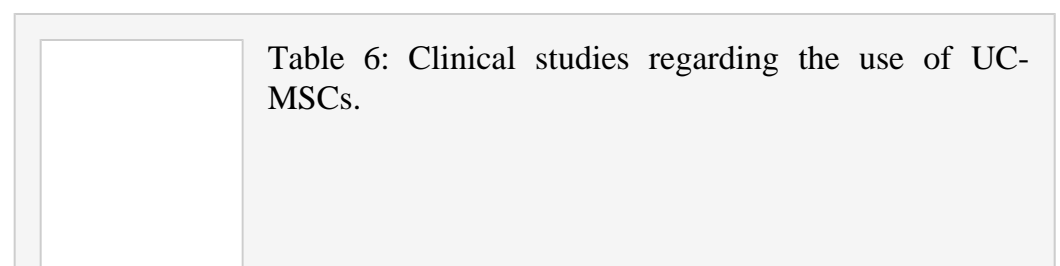 Table 6: Clinical studies regarding the use of UC-
MSCs.